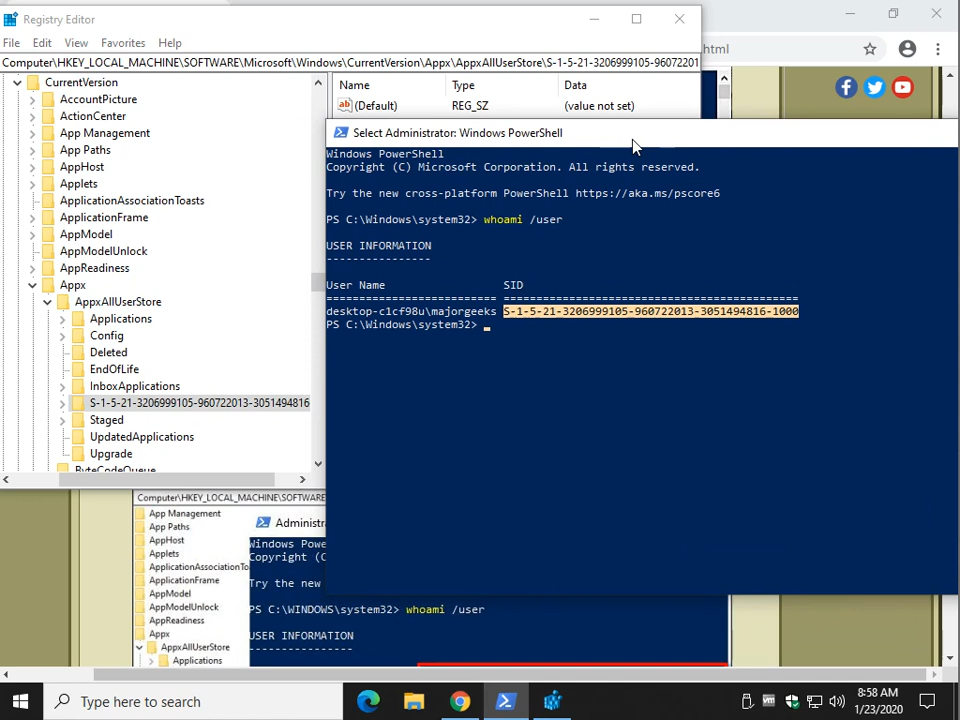 Registry Editor
File Edit View Favorites Help
Computer\HKEY_LOCAL_MACHINE\SOFTWARE\Microsoft\Windows\CurrentVersion\Appx\AppxAllUserStore\S-1-5-21-3206999105-9607220
html
CurrentVersion
AccountPicture
ActionCenter
App Management
App Paths
AppHost
Applets
ApplicationAssociationToasts
ApplicationFrame
AppModel
AppModelUnlock
AppReadiness
Appx
AppxAllUserStore
Applications
Config
Deleted
EndOfLife
InboxApplications
S-1-5-21-3206999105-960722013-3051494816
Staged
UpdatedApplications
Upgrade
ByteCodeQueue
Name Type Data
ab (Default) REG_SZ (value not set)
Select Administrator: Windows PowerShell
Windows PowerShell
Copyright (C) Microsoft Corporation. All rights reserved.
Try the new cross-platform PowerShell https://aka.ms/pscore6
PS C:\Windows\system32> whoami /user
USER INFORMATION
----------------
User Name SID
========================== =============================================
desktop-c1cf98u\majorgeeks S-1-5-21-3206999105-960722013-3051494816-1000
PS C:\Windows\system32>
Computer\HKEY_LOCAL_MACHINE\SOFTWARE
App Management
App Paths
AppHost
Applets
ApplicationAssociationTo
ApplicationFrame
AppModel
AppModelUnlock
AppReadiness
Appx
AppxAllUserStore
Applications
Administra
Windows Powe
Copyright (C
Try the new
PS C:\WINDOWS\system32> whoami /user
USER INFORMATION
----------------
Type here to search
8:58 AM
1/23/2020